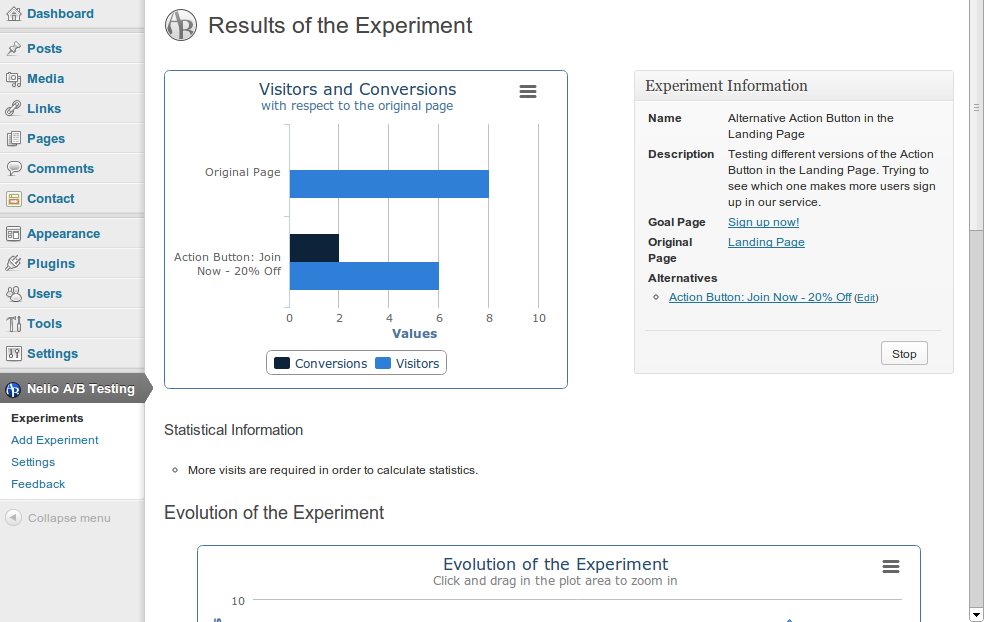 Dashboard
Posts
Media
Links
Pages
Comments
Contact
Appearance
Plugins
Users
Tools
Settings
Nelio A/B Testing
Experiments
Add Experiment
Settings
Feedback
Collapse menu
AB Results of the Experiment
Visitors and Conversions
with respect to the original page
Original Page
Action Button: Join
Now - 20% Off
0 2 4 6 8 10
Values
Conversions Visitors
Experiment Information
Name Alternative Action Button in the
Landing Page
Description Testing different versions of the Action
Button in the Landing Page. Trying to
see which one makes more users sign
up in our service.
Goal Page Sign up now!
Original Landing Page
Page
Alternatives
Action Button: Join Now - 20% Off (Edit)
Stop
Statistical Information
More visits are required in order to calculate statistics.
Evolution of the Experiment
Evolution of the Experiment
Click and drag in the plot area to zoom in
10